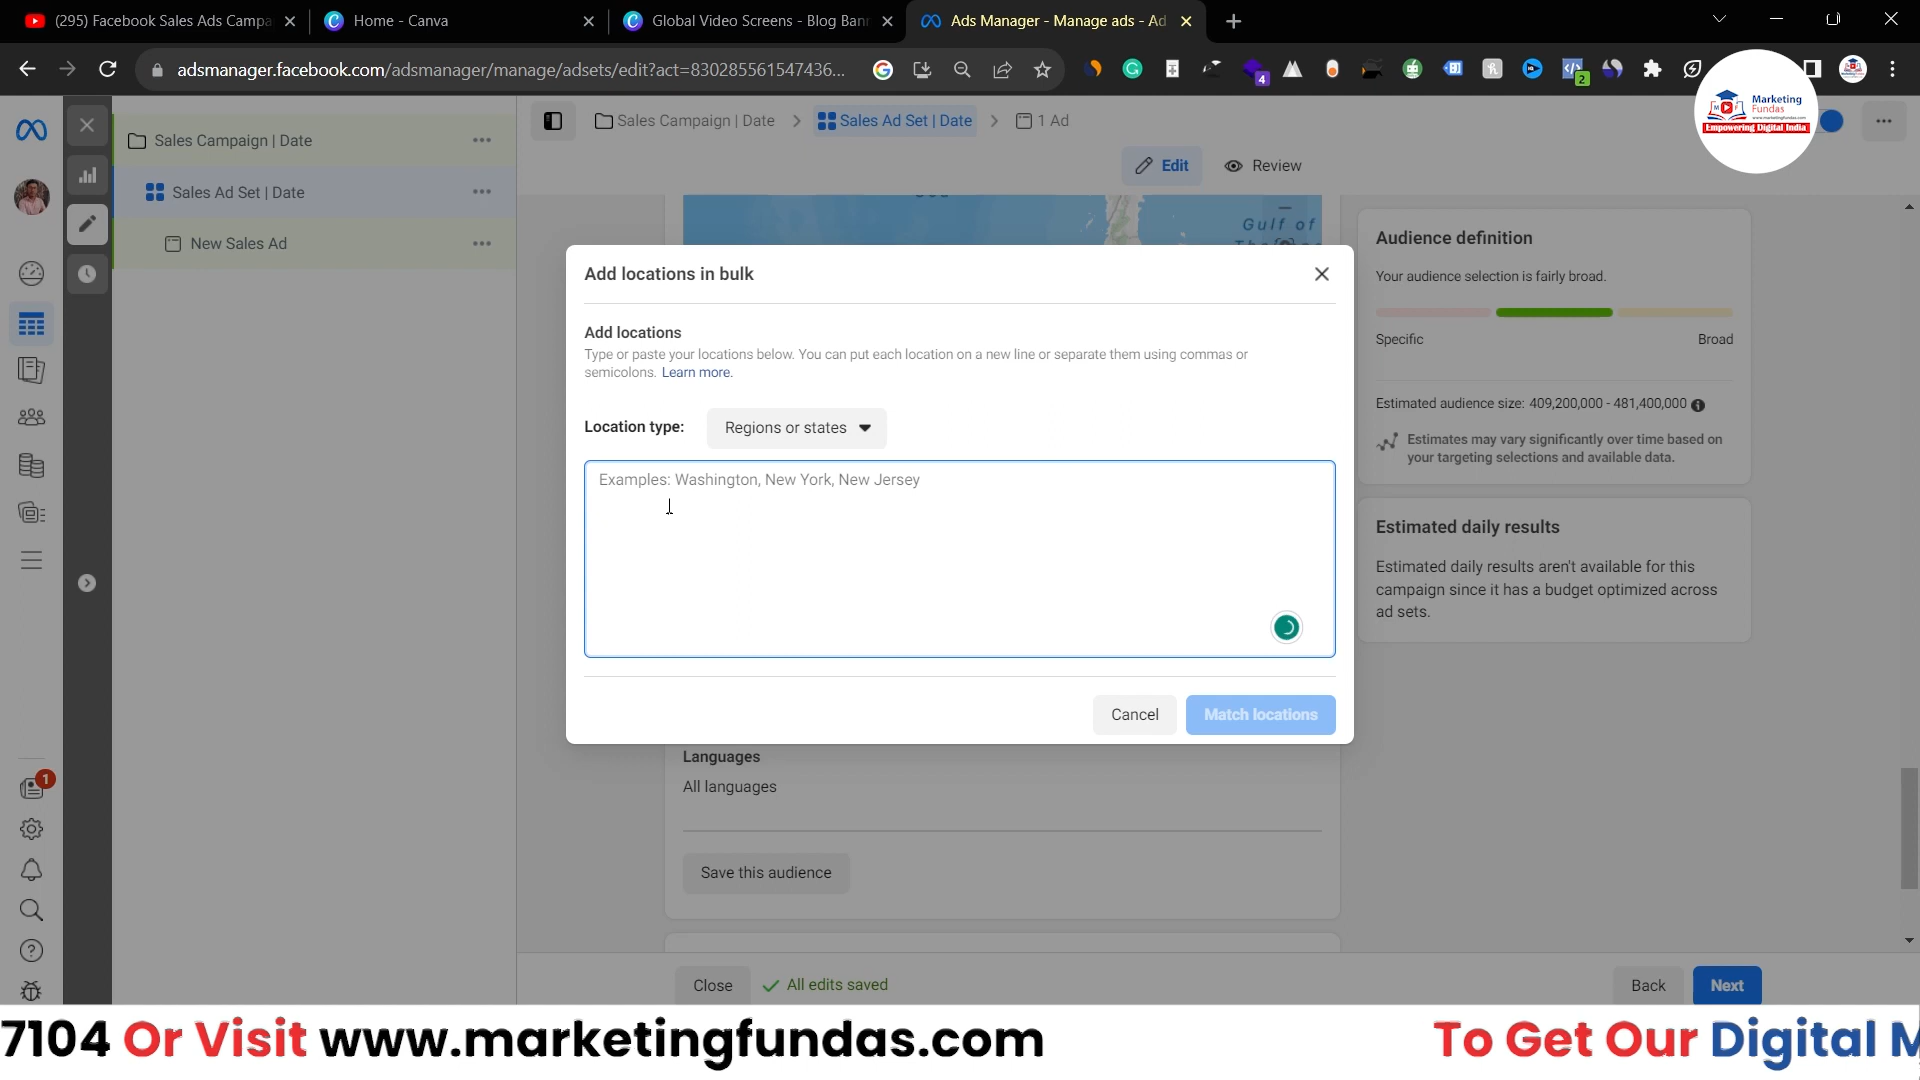 (295) Facebook Sales Ads Campa
Home - Canva
Global Video Screens - Blog Bann
Ads Manager - Manage ads - Ad
adsmanager.facebook.com/adsmanager/manage/adsets/edit?act=830285561547436...
4
2
Marketing
Fundas
www.marketingfundas.com
Empowering Digital India
Sales Campaign | Date
Sales Ad Set | Date
New Sales Ad
Sales Campaign | Date
Sales Ad Set | Date
1 Ad
Edit
Review
Gulf of
Audience definition
Your audience selection is fairly broad.
Specific
Broad
Estimated audience size: 409,200,000 - 481,400,000
Estimates may vary significantly over time based on
your targeting selections and available data.
Estimated daily results
Estimated daily results aren't available for this
campaign since it has a budget optimized across
ad sets.
Add locations in bulk
Add locations
Type or paste your locations below. You can put each location on a new line or separate them using commas or
semicolons. Learn more.
Location type:
Regions or states
Examples: Washington, New York, New Jersey
Cancel
Match locations
Languages
All languages
Save this audience
1
Close
All edits saved
Back
Next
7104 Or Visit www.marketingfundas.com
To Get Our Digital M